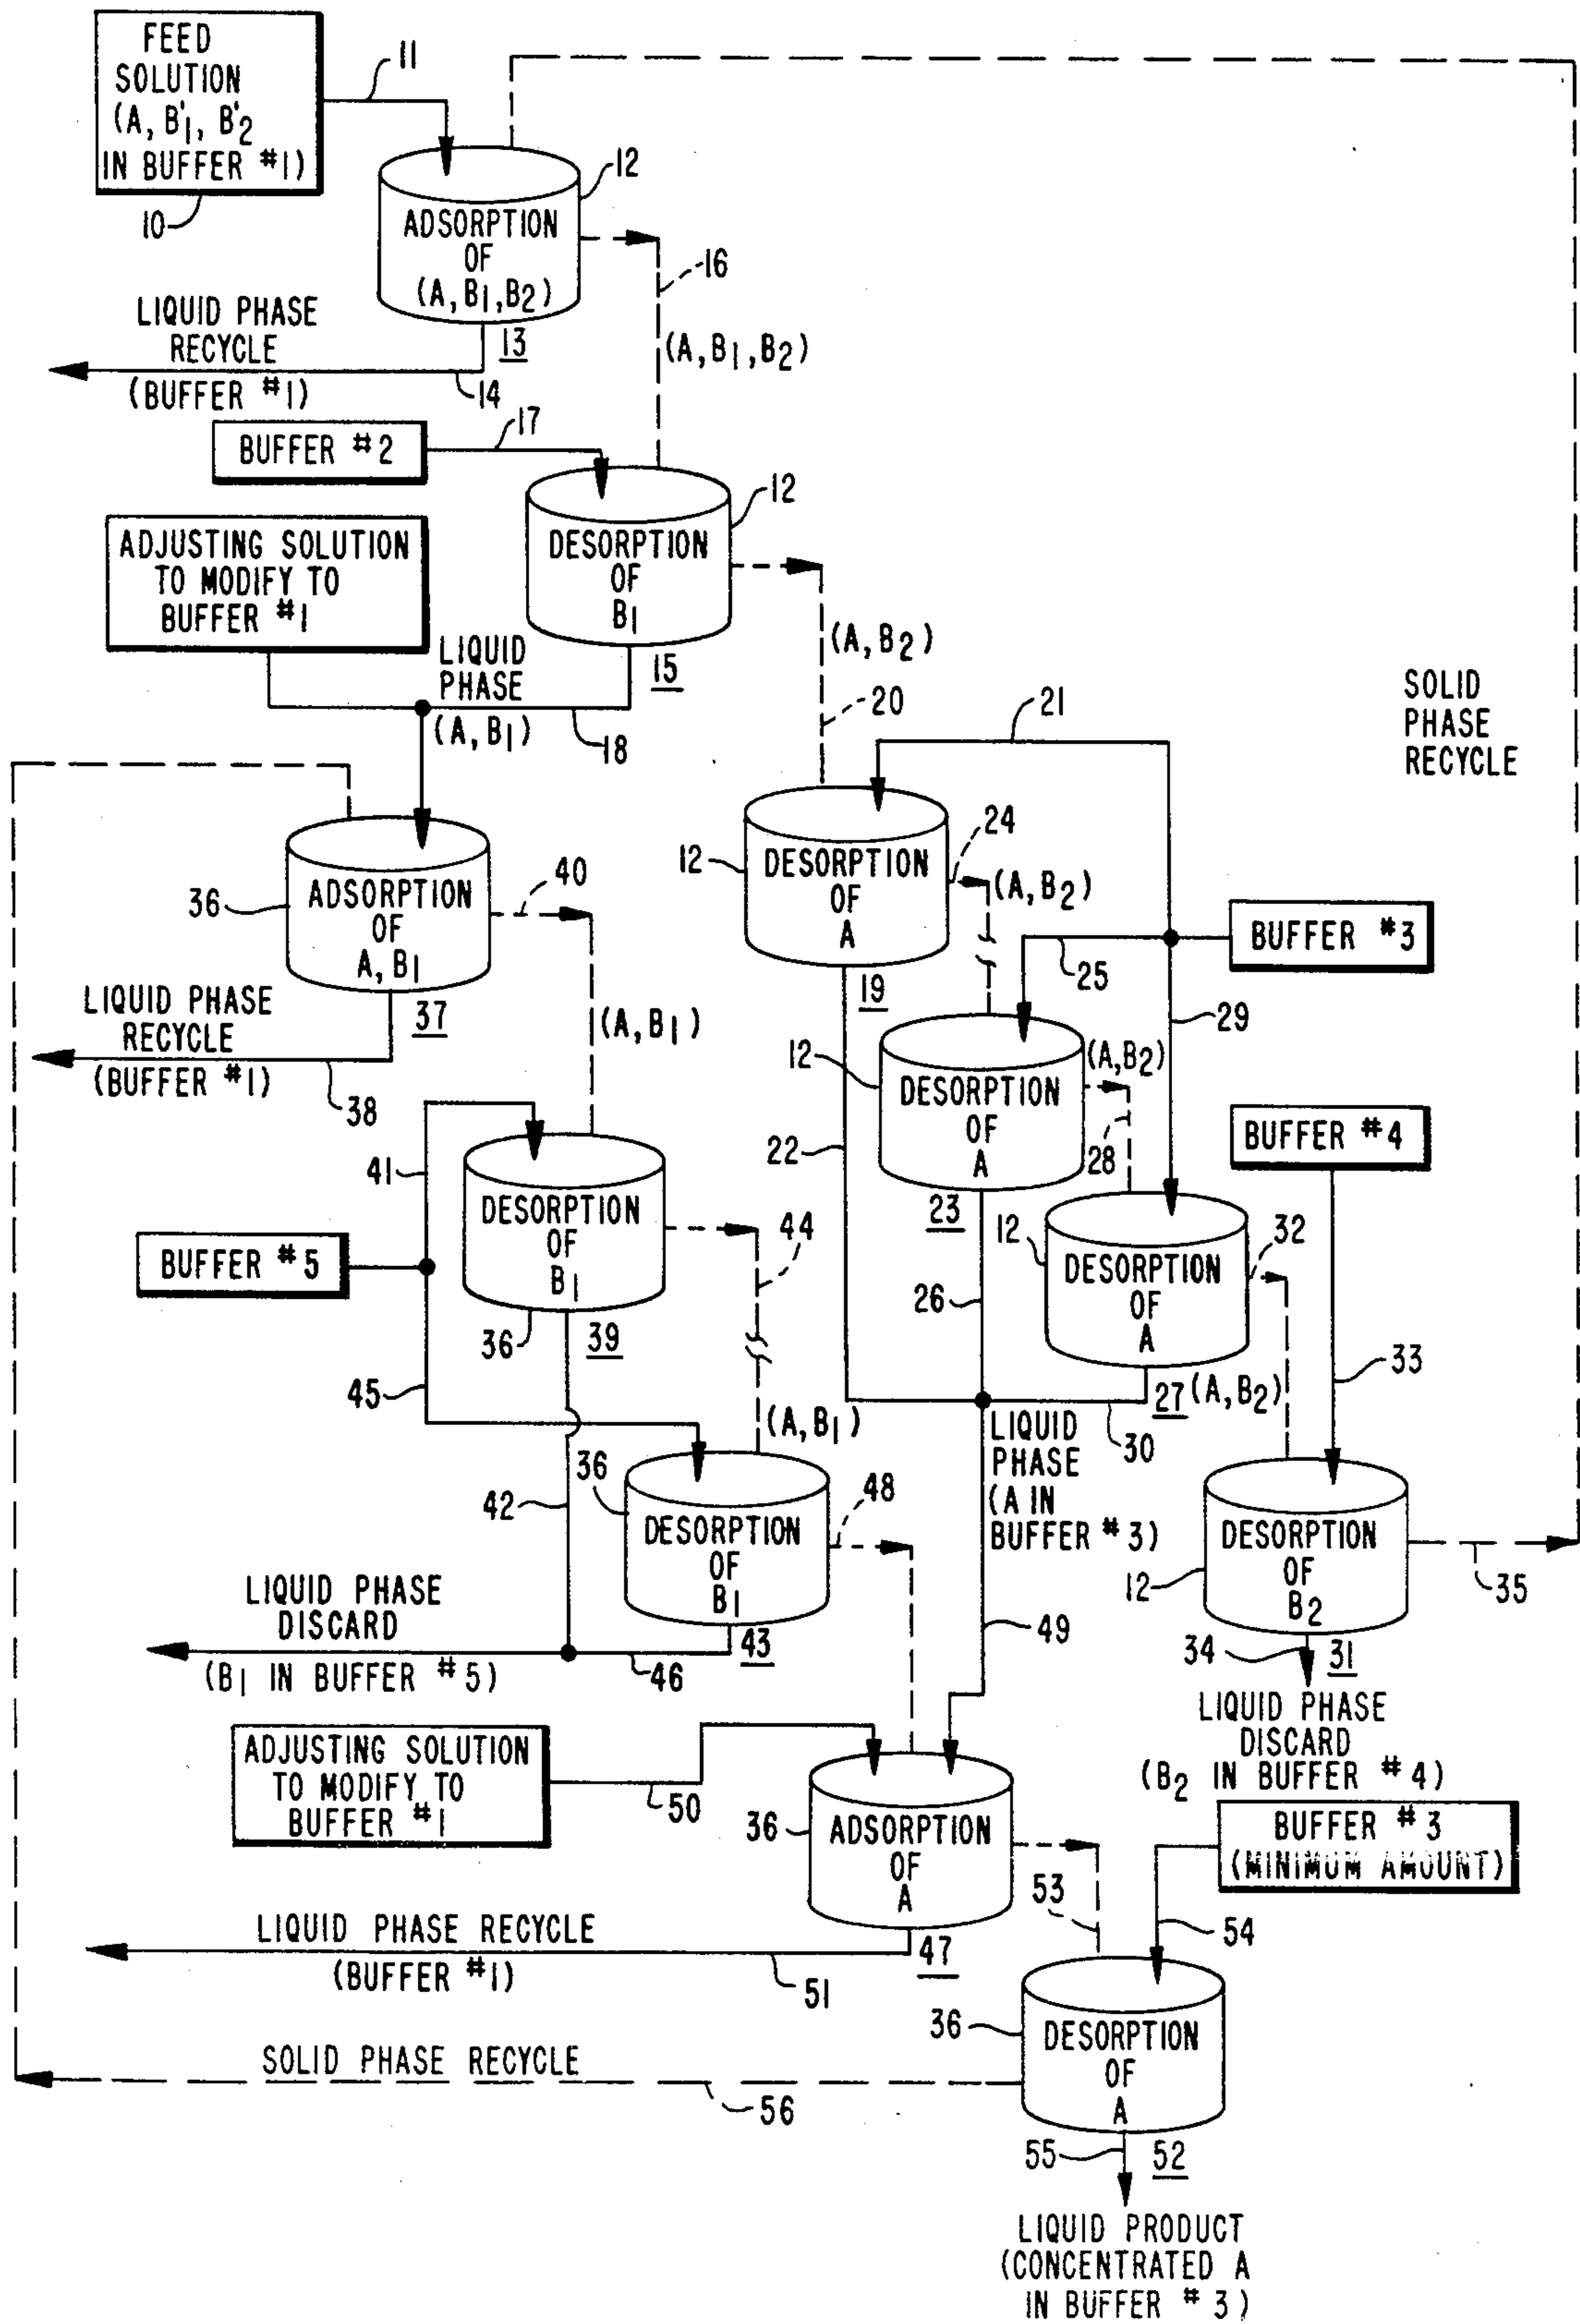 FEED
SOLUTION
(A, B'1, B'2
IN BUFFER #1)
10
11
12
ADSORPTION
OF
(A, B1, B2)
13
LIQUID PHASE
RECYCLE
(BUFFER #1)
14
16
(A, B1, B2)
BUFFER #2
17
12
DESORPTION
OF
B1
15
ADJUSTING SOLUTION
TO MODIFY TO
BUFFER #1
LIQUID
PHASE
(A, B1)
18
(A, B2)
20
21
SOLID
PHASE
RECYCLE
12
DESORPTION
OF
A
19
24
(A, B2)
BUFFER #3
25
29
36
ADSORPTION
OF
A, B1
37
40
(A, B1)
LIQUID PHASE
RECYCLE
(BUFFER #1)
38
22
12
DESORPTION
OF
A
23
(A,B2)
28
BUFFER #4
41
DESORPTION
OF
B1
36
39
44
BUFFER #5
45
26
12
DESORPTION
OF
A
27
32
(A, B2)
33
30
LIQUID
PHASE
(A IN
BUFFER #3)
(A, B1)
42
36
DESORPTION
OF
B1
43
48
LIQUID PHASE
DISCARD
(B1 IN BUFFER #5)
46
49
12
DESORPTION
OF
B2
31
35
34
LIQUID PHASE
DISCARD
(B2 IN BUFFER #4)
ADJUSTING SOLUTION
TO MODIFY TO
BUFFER #1
50
36
ADSORPTION
OF
A
47
BUFFER #3
(MINIMUM AMOUNT)
53
54
LIQUID PHASE RECYCLE
(BUFFER #1)
51
36
DESORPTION
OF
A
52
55
SOLID PHASE RECYCLE
56
LIQUID PRODUCT
(CONCENTRATED A
IN BUFFER #3)